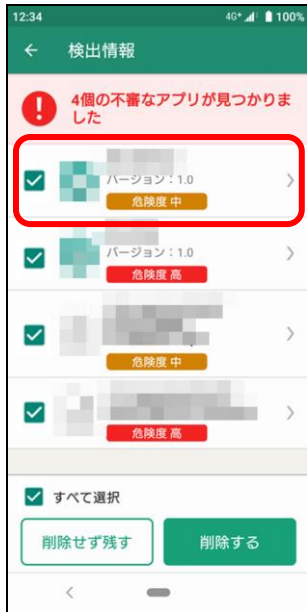 12:34 4G+ 100%
← 検出情報
4個の不審なアプリが見つかりま
した
バージョン：1.0
危険度 中
バージョン：1.0
危険度 高
危険度 中
危険度 高
すべて選択
削除せず残す 削除する